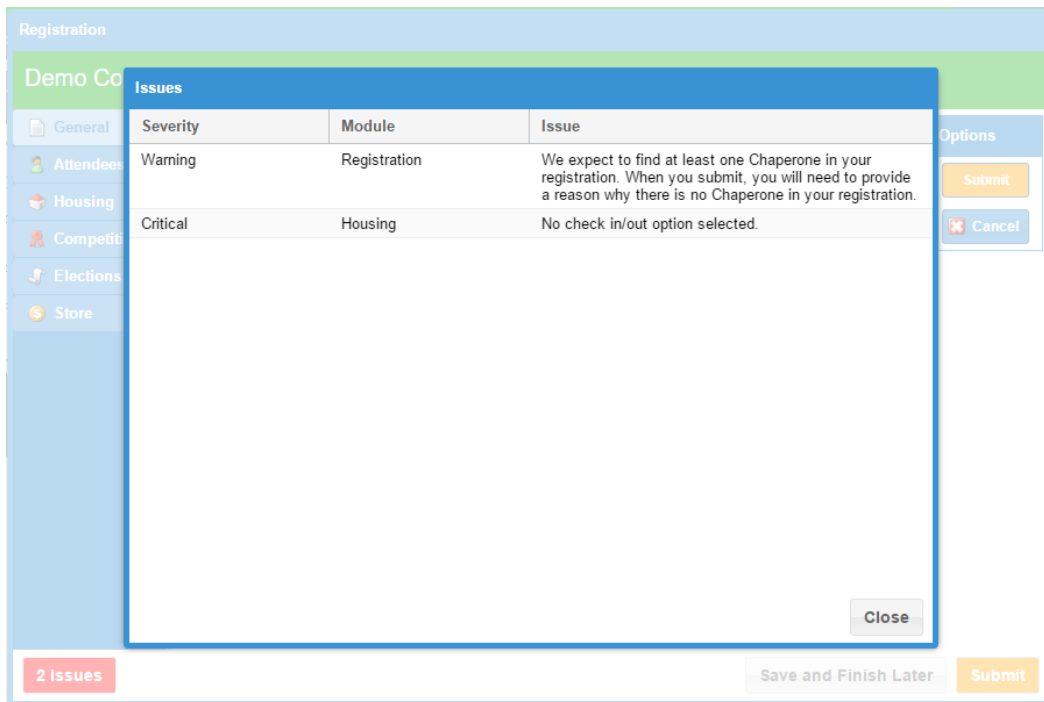 Registration
Demo Co
Issues
General
Attendees
Housing
Competiti
Elections
Store
Severity Module Issue
Warning Registration We expect to find at least one Chaperone in your
registration. When you submit, you will need to provide
a reason why there is no Chaperone in your registration.
Critical Housing No check in/out option selected.
Close
Options
Submit
Cancel
2 Issues
Save and Finish Later
Submit